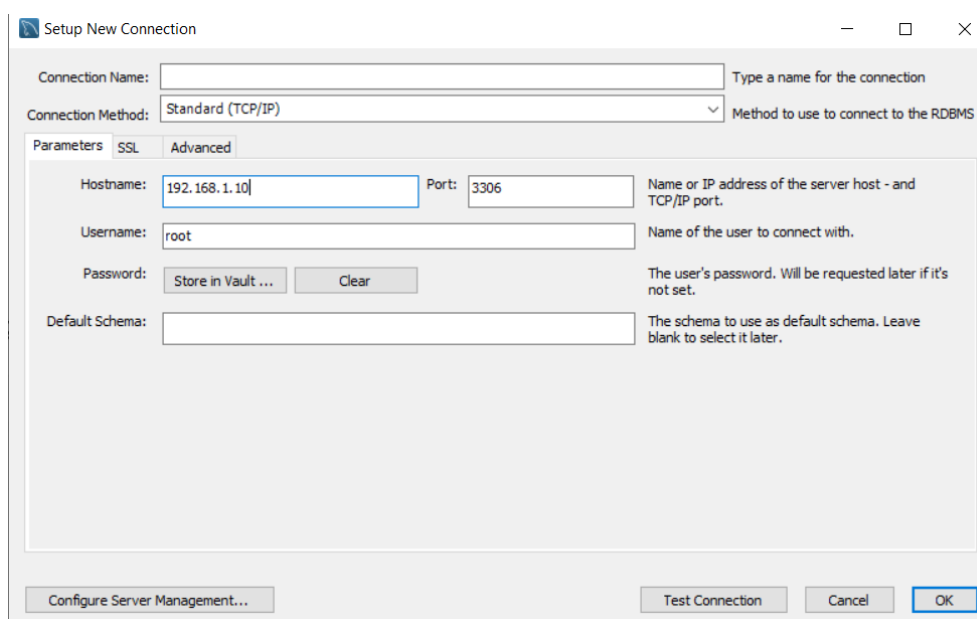 Setup New Connection
Connection Name:
Type a name for the connection
Connection Method: Standard (TCP/IP)
Method to use to connect to the RDBMS
Parameters SSL Advanced
Hostname: 192.168.1.10 Port: 3306
Name or IP address of the server host - and
TCP/IP port.
Username: root
Name of the user to connect with.
Password: Store in Vault ... Clear
The user's password. Will be requested later if it's
not set.
Default Schema:
The schema to use as default schema. Leave
blank to select it later.
Configure Server Management... Test Connection Cancel OK